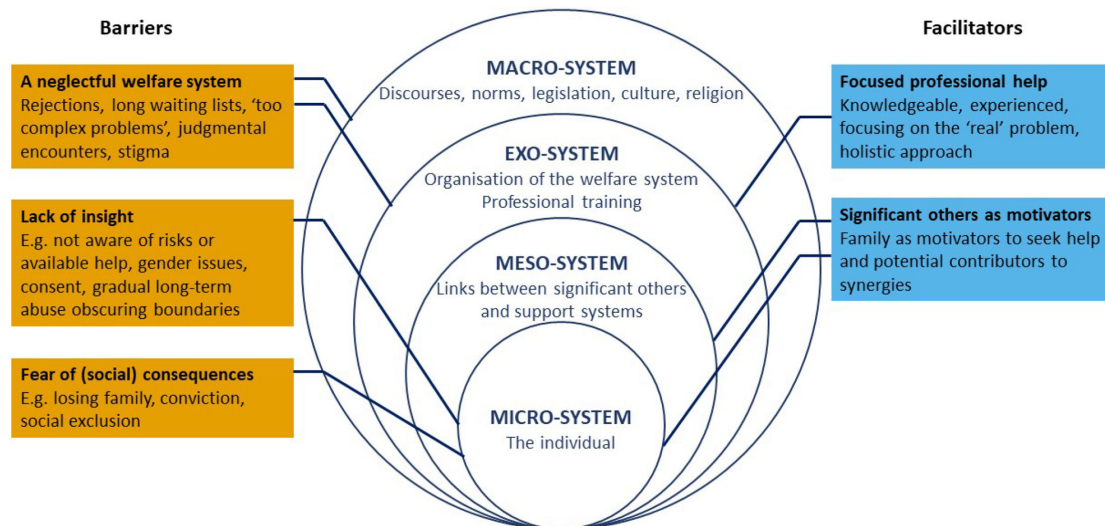 Barriers
A neglectful welfare system
Rejections, long waiting lists, ‘too
complex problems’, judgmental
encounters, stigma
Lack of insight
E.g. not aware of risks or
available help, gender issues,
consent, gradual long-term
abuse obscuring boundaries
Fear of (social) consequences
E.g. losing family, conviction,
social exclusion
MACRO-SYSTEM
Discourses, norms, legislation, culture, religion
EXO-SYSTEM
Organisation of the welfare system
Professional training
MESO-SYSTEM
Links between significant others
and support systems
MICRO-SYSTEM
The individual
Facilitators
Focused professional help
Knowledgeable, experienced,
focusing on the ‘real’ problem,
holistic approach
Significant others as motivators
Family as motivators to seek help
and potential contributors to
synergies